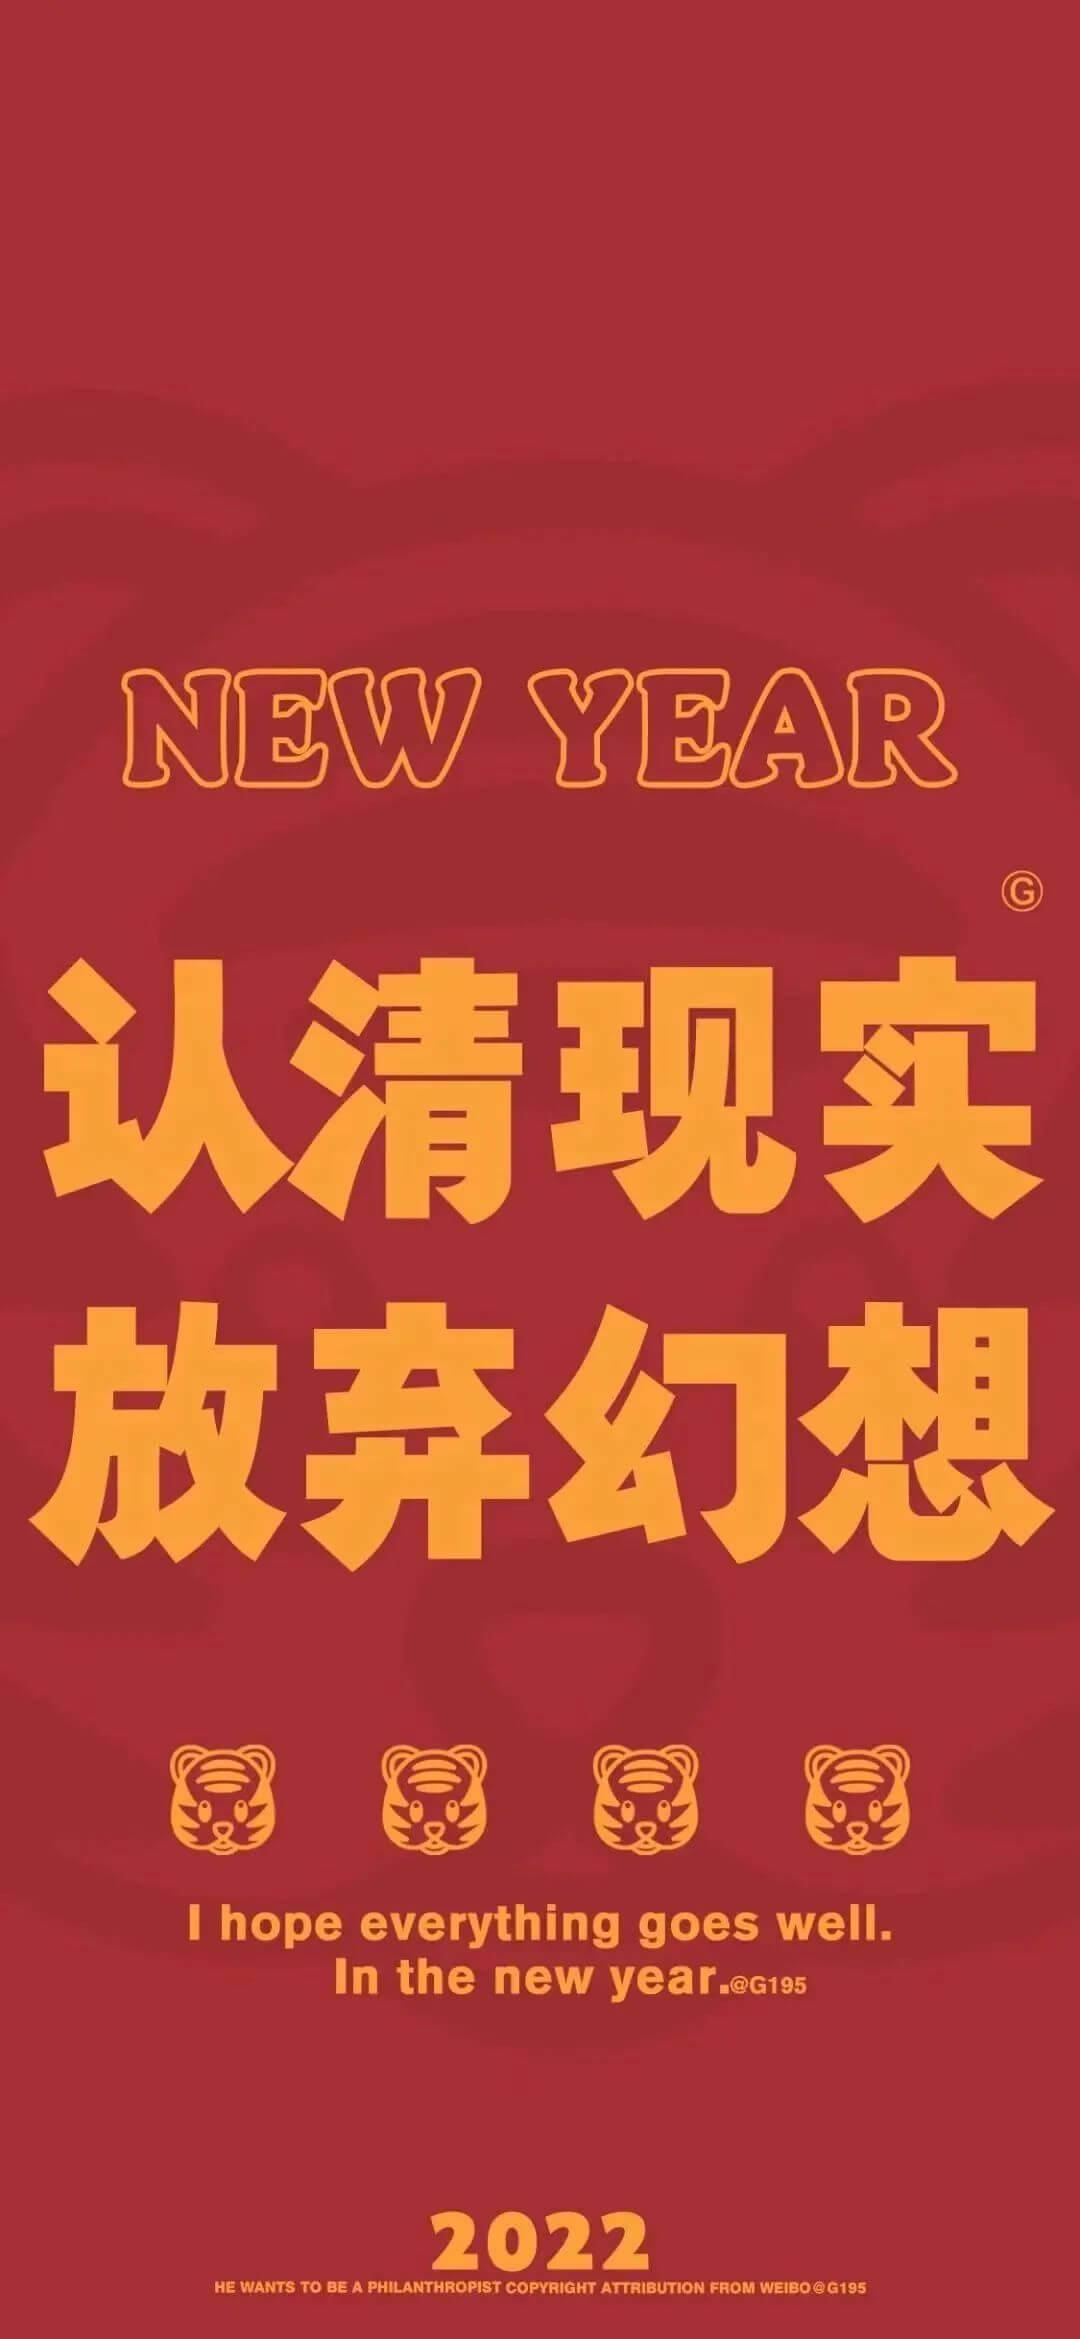 NEW YEAR
Ⓖ
认清现实
放弃幻想
I hope everything goes well.
In the new year.@G195
2022
HE WANTS TO BE A PHILANTHROPIST COPYRIGHT ATTRIBUTION FROM WEIBO@G195